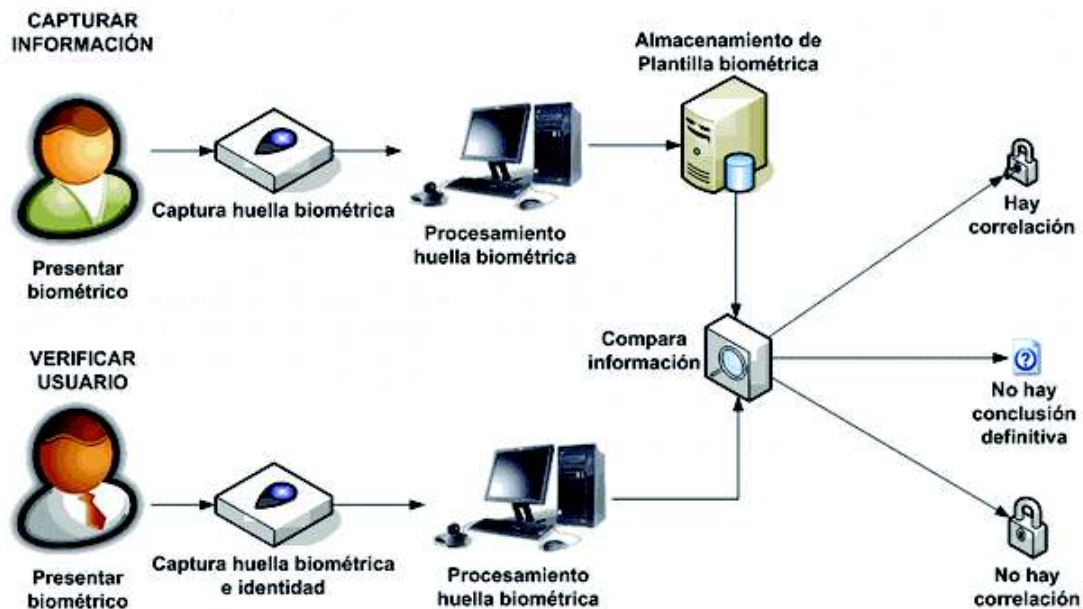 CAPTURAR
INFORMACIÓN
Almacenamiento de
Plantilla biométrica
Captura huella biométrica
Procesamiento
huella biométrica
Presentar
biométrico
Hay
correlación
VERIFICAR
USUARIO
Compara
información
No hay
conclusión
definitiva
Captura huella biométrica
e identidad
Procesamiento
huella biométrica
Presentar
biométrico
No hay
correlación